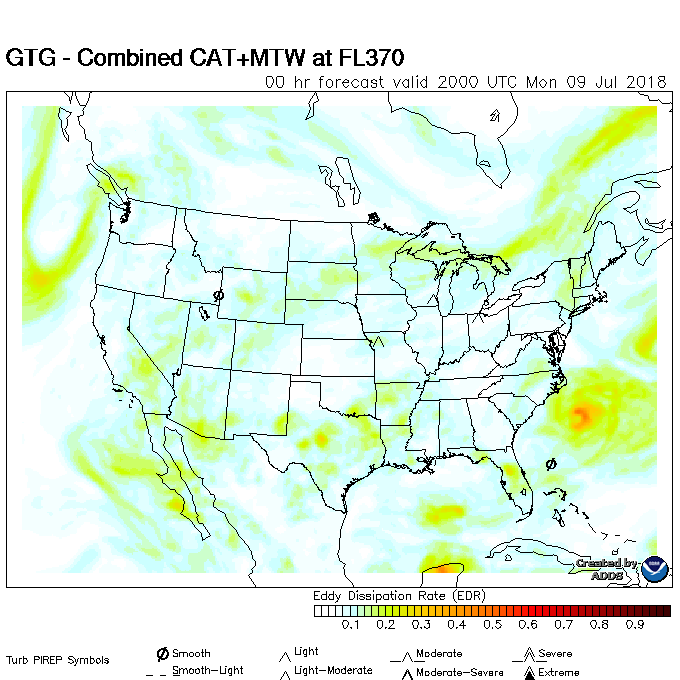 GTG - Combined CAT+MTW at FL370
00 hr forecast valid 2000 UTC Mon 09 Jul 2018
Created by
ADDS
Eddy Dissipation Rate (EDR)
0.1 0.2 0.3 0.4 0.5 0.6 0.7 0.8 0.9
Turb PIREP Symbols
Smooth Light Moderate Severe
Smooth-Light Light-Moderate Moderate-Severe Extreme